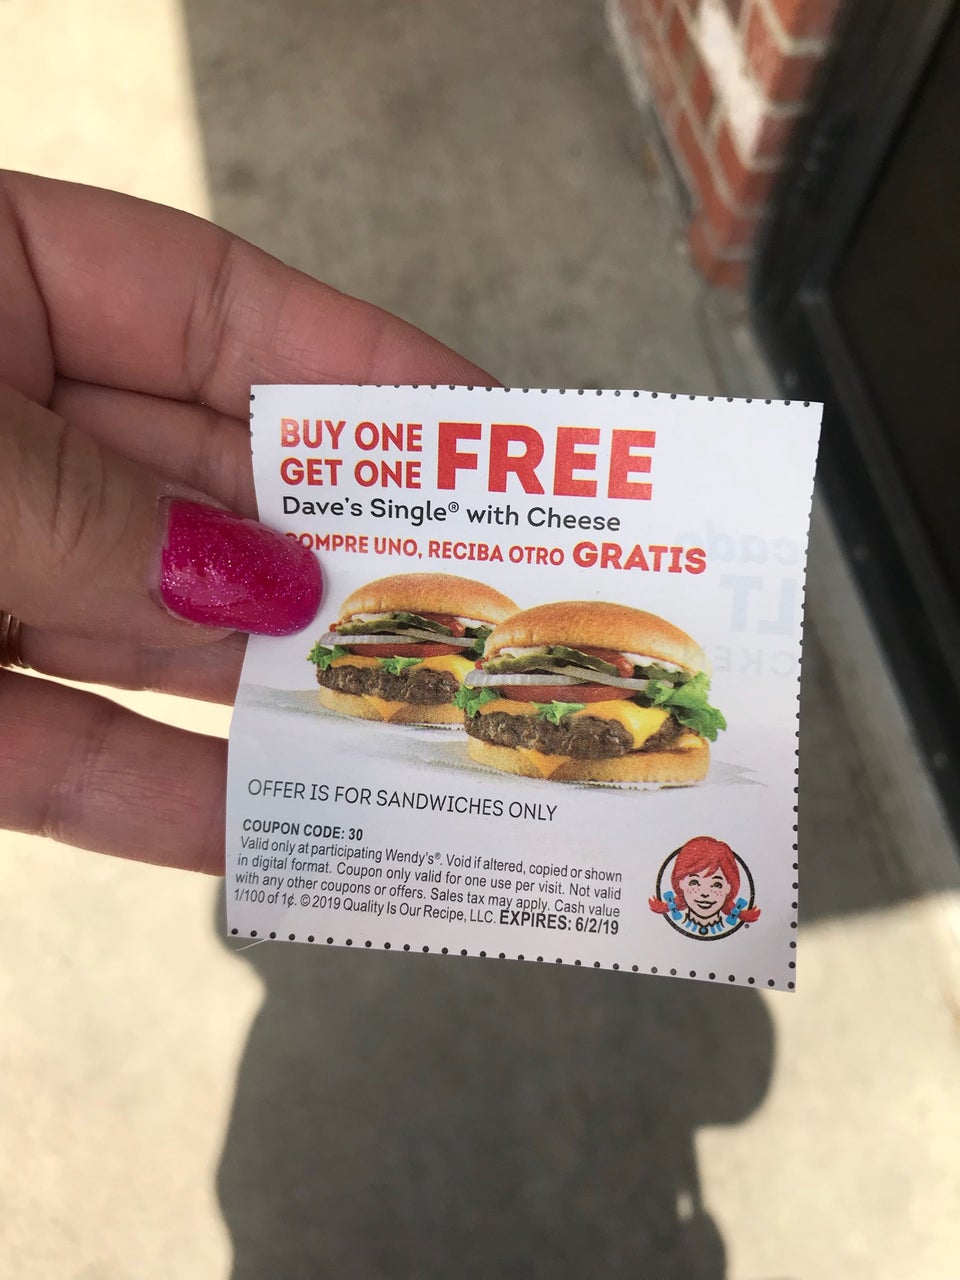 BUY ONE
GET ONE FREE
Dave's Single® with Cheese
COMPRE UNO, RECIBA OTRO GRATIS
OFFER IS FOR SANDWICHES ONLY
COUPON CODE: 30
Valid only at participating Wendy's®. Void if altered, copied or shown
in digital format. Coupon only valid for one use per visit. Not valid
with any other coupons or offers. Sales tax may apply. Cash value
1/100 of 1¢. © 2019 Quality Is Our Recipe, LLC. EXPIRES: 6/2/19